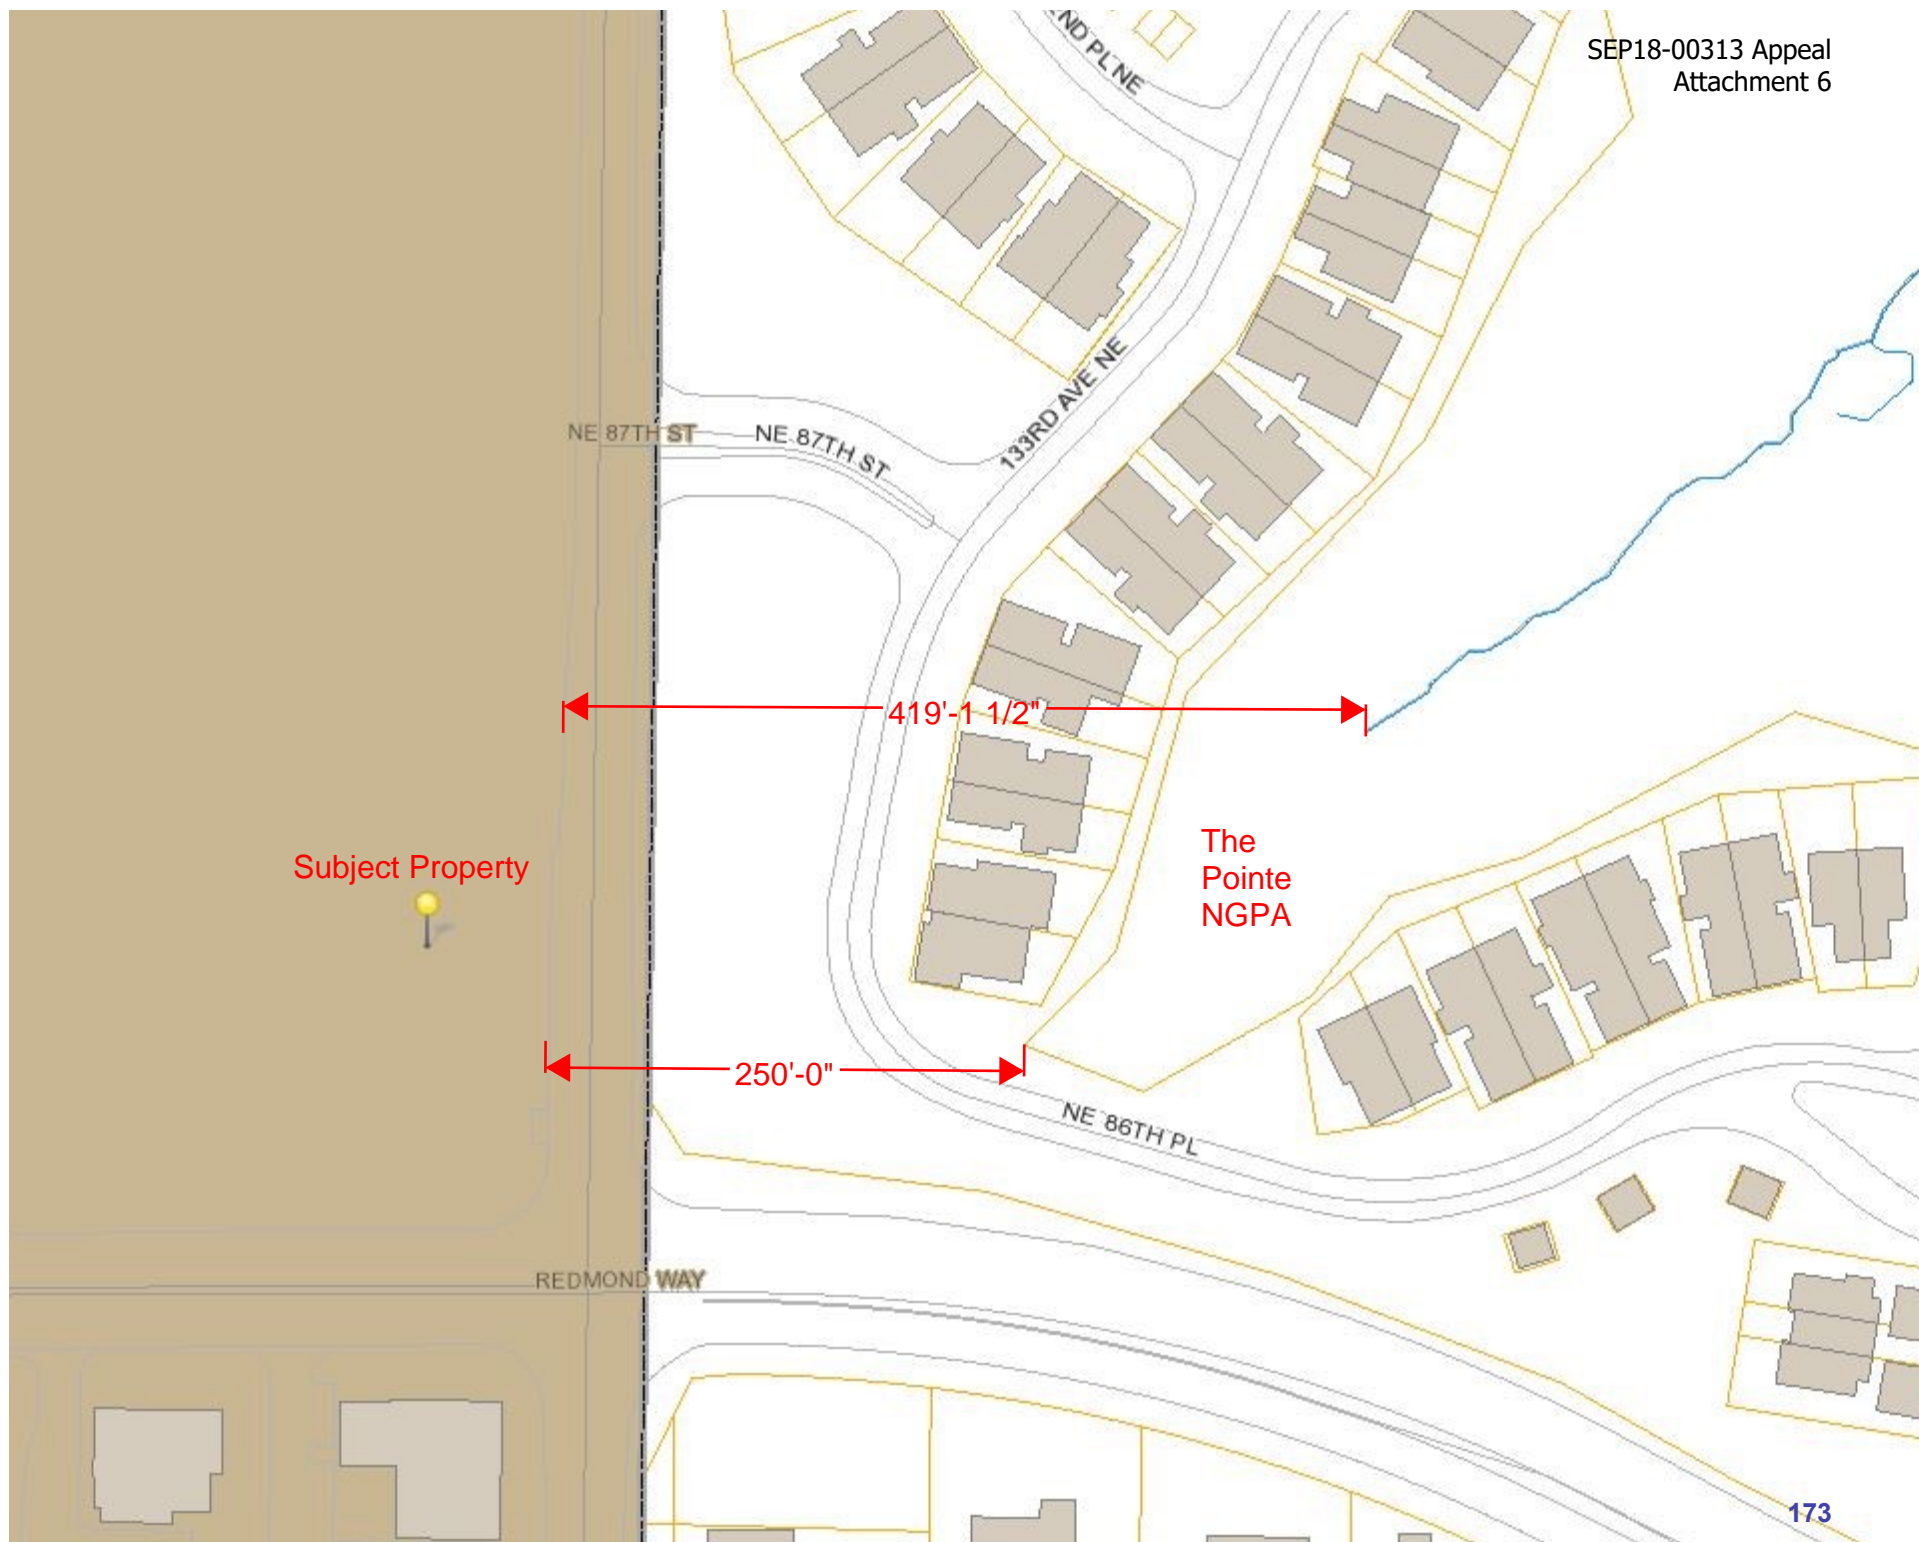 SEP18-00313 Appeal
Attachment 6
ND PL NE
NE 87TH ST
NE 87TH ST
133RD AVE NE
419'-1 1/2"
The
Pointe
NGPA
Subject Property
250'-0"
NE 86TH PL
REDMOND WAY
173